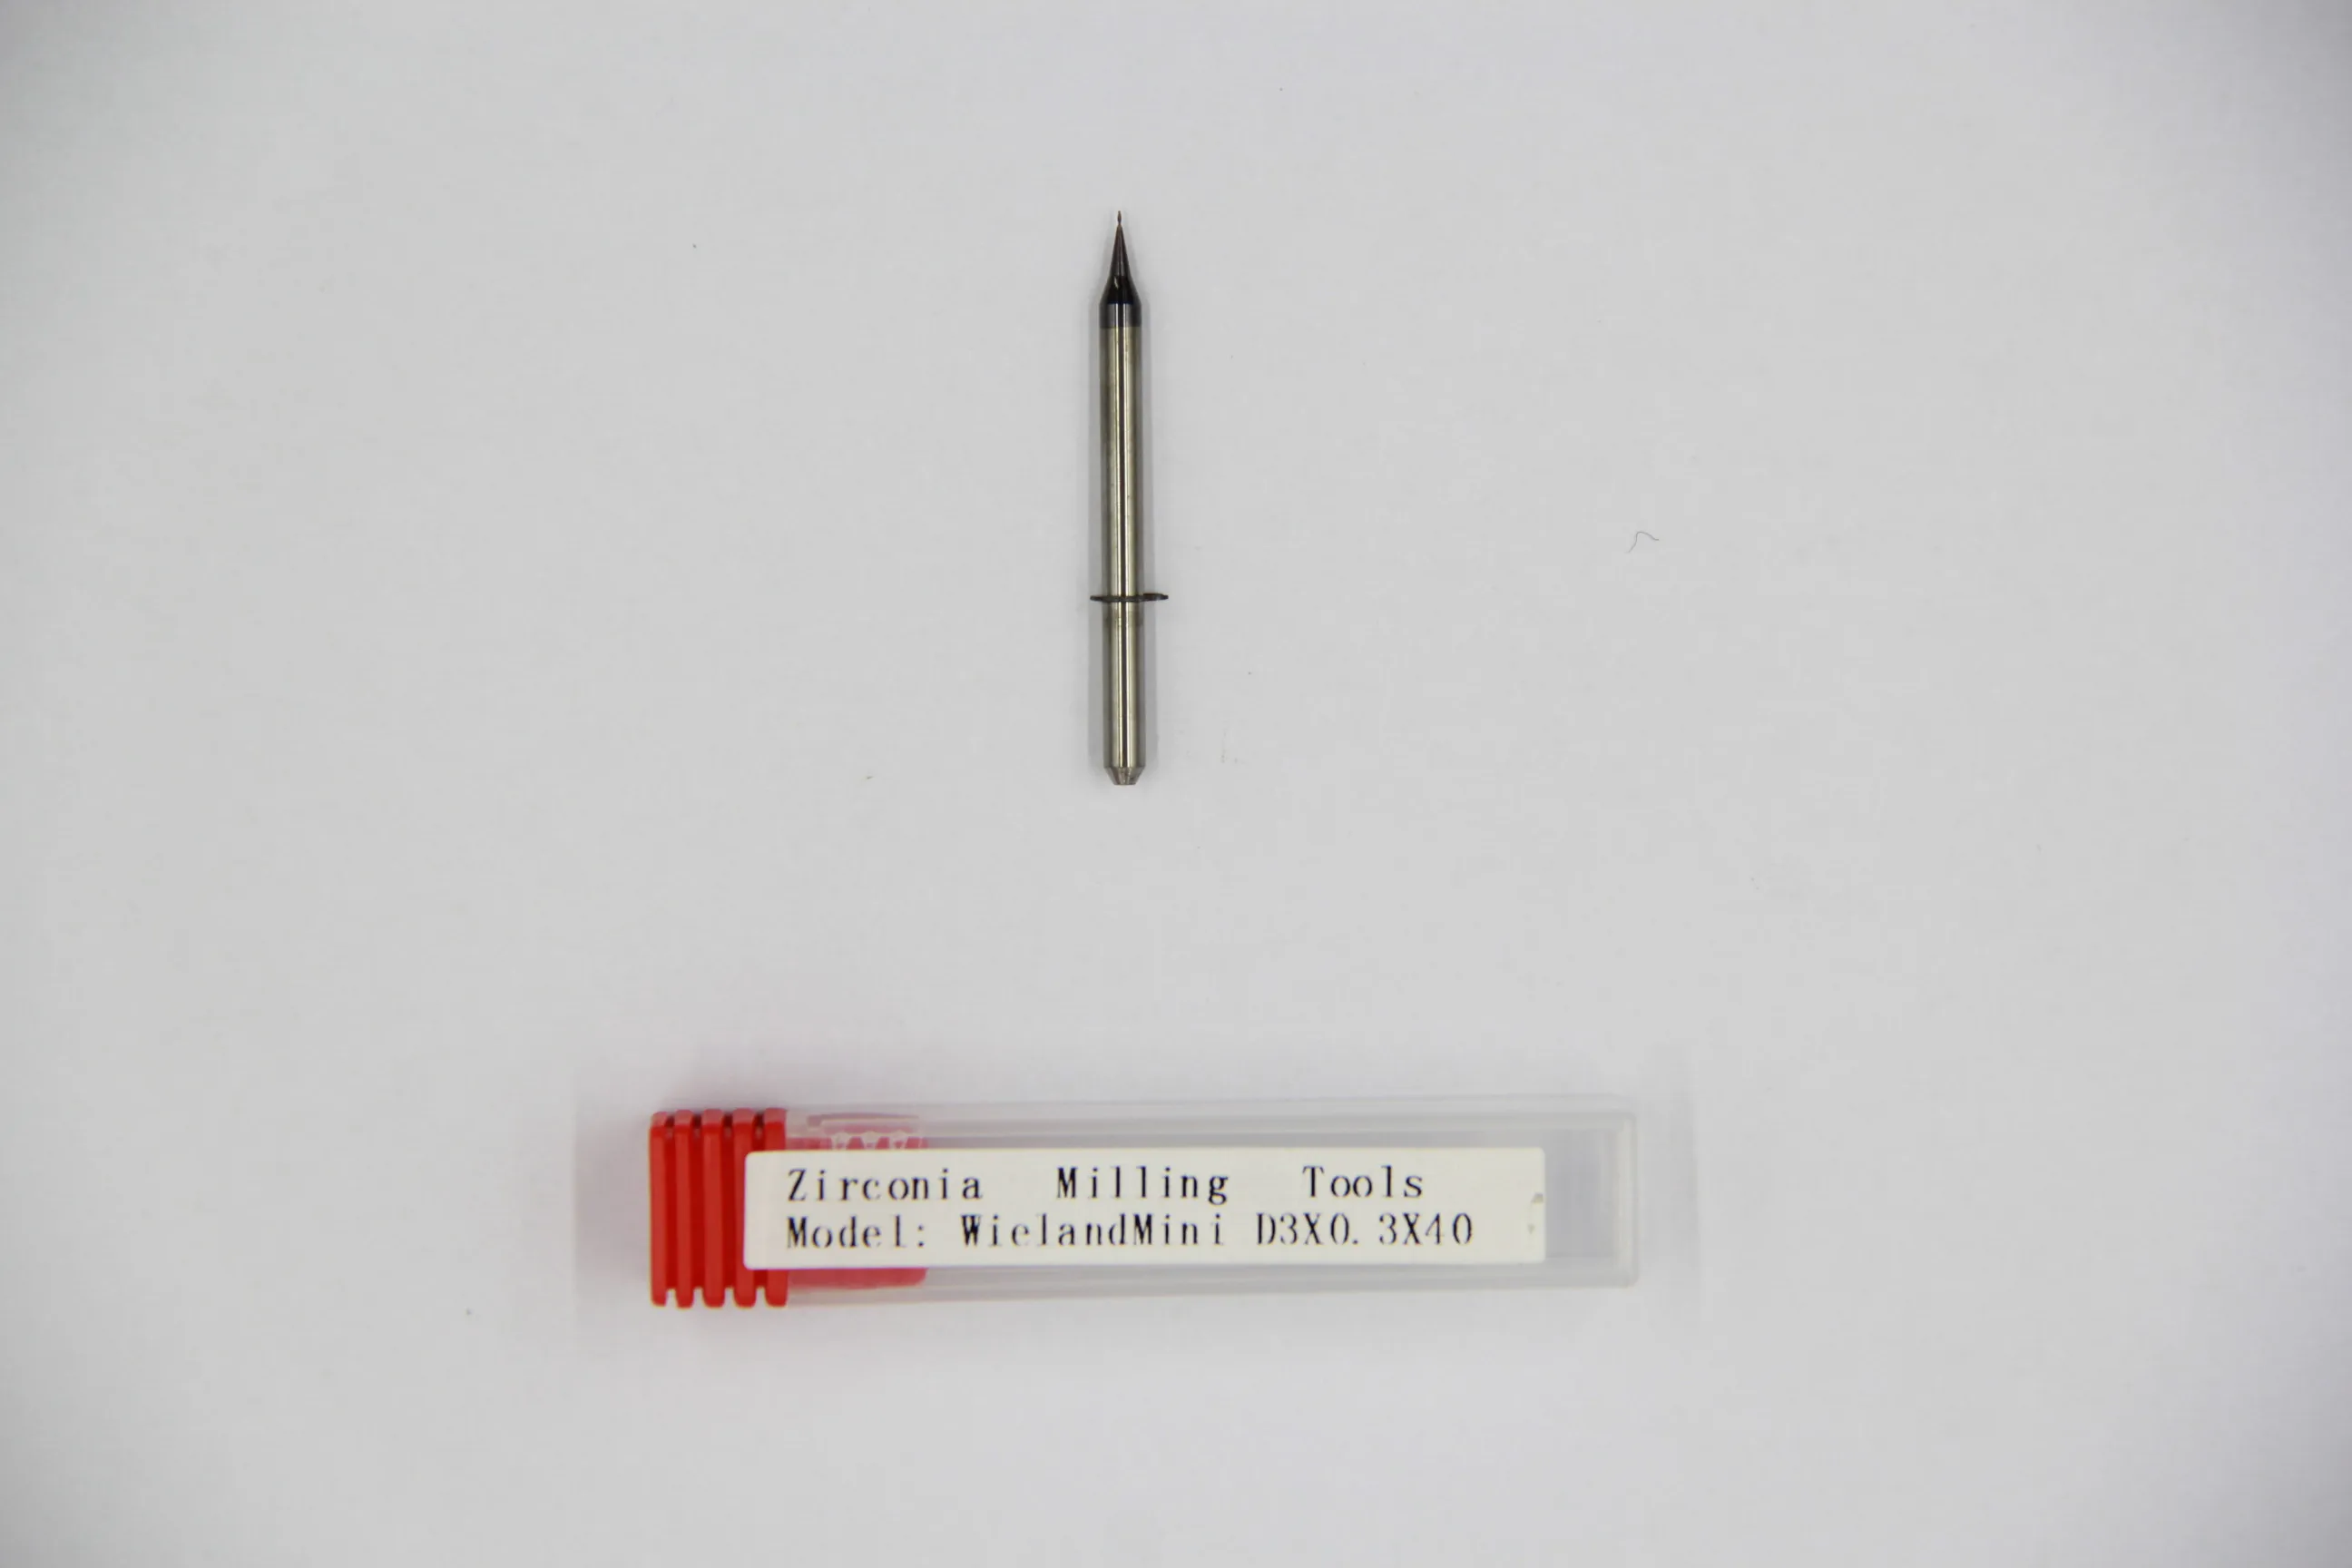 Zirconia Milling Tools
Model: WielandMini D3X0.3X40